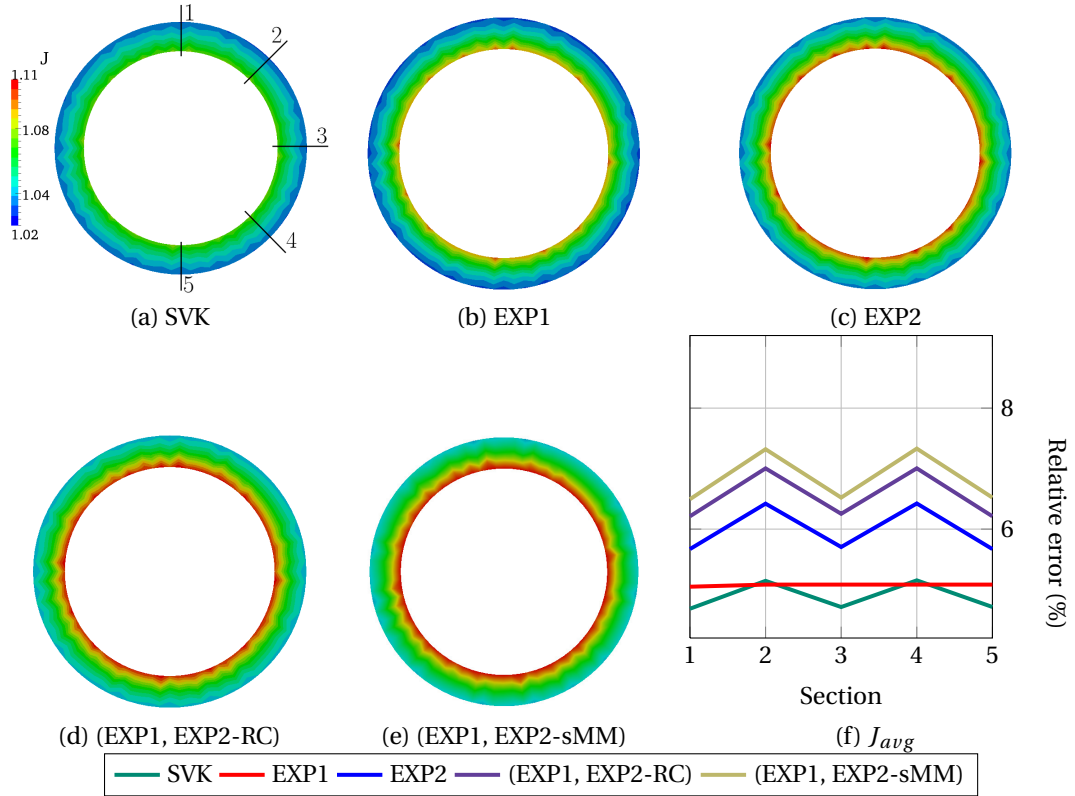 J
1.11
1.08
1.04
1.02
1
2
3
4
5
(a) SVK
(b) EXP1
(c) EXP2
(d) (EXP1, EXP2-RC)
(e) (EXP1, EXP2-sMM)
8
6
Relative error (%)
1 2 3 4 5
Section
(f) J_avg
SVK EXP1 EXP2 (EXP1, EXP2-RC) (EXP1, EXP2-sMM)